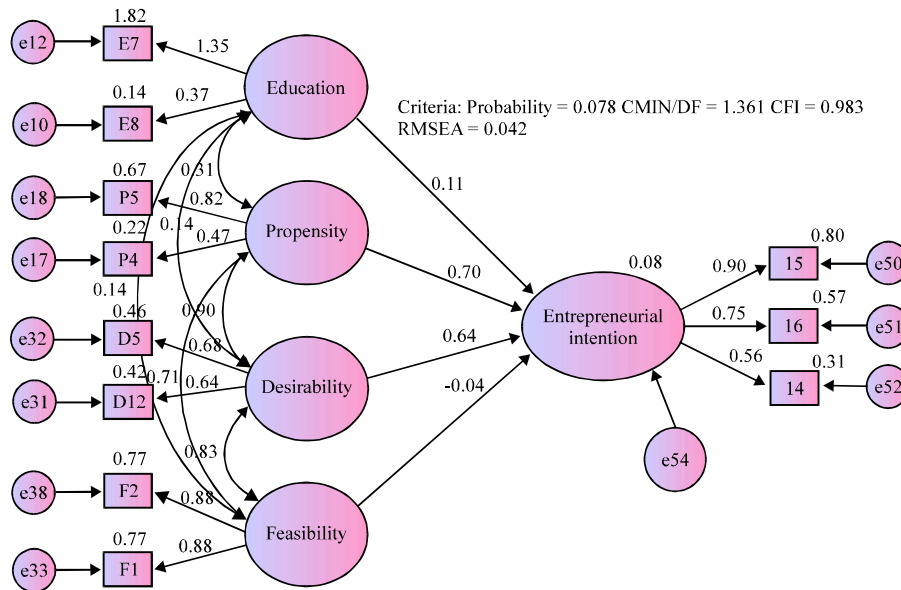 1.82
e12
E7
1.35
Education
0.14
0.37
e10
E8
Criteria: Probability = 0.078 CMIN/DF = 1.361 CFI = 0.983
RMSEA = 0.042
0.67
0.31
0.11
e18
P5
0.82
0.22
0.14
Propensity
e17
P4
0.47
0.14
0.70
0.08
0.80
0.90
15
e50
0.46
0.90
e32
D5
0.68
0.64
Entrepreneurial
intention
0.75
0.57
16
e51
0.42
0.71
0.64
Desirability
e31
D12
-0.04
0.56
0.31
14
e52
0.83
e54
0.77
e38
F2
0.88
Feasibility
0.77
0.88
e33
F1